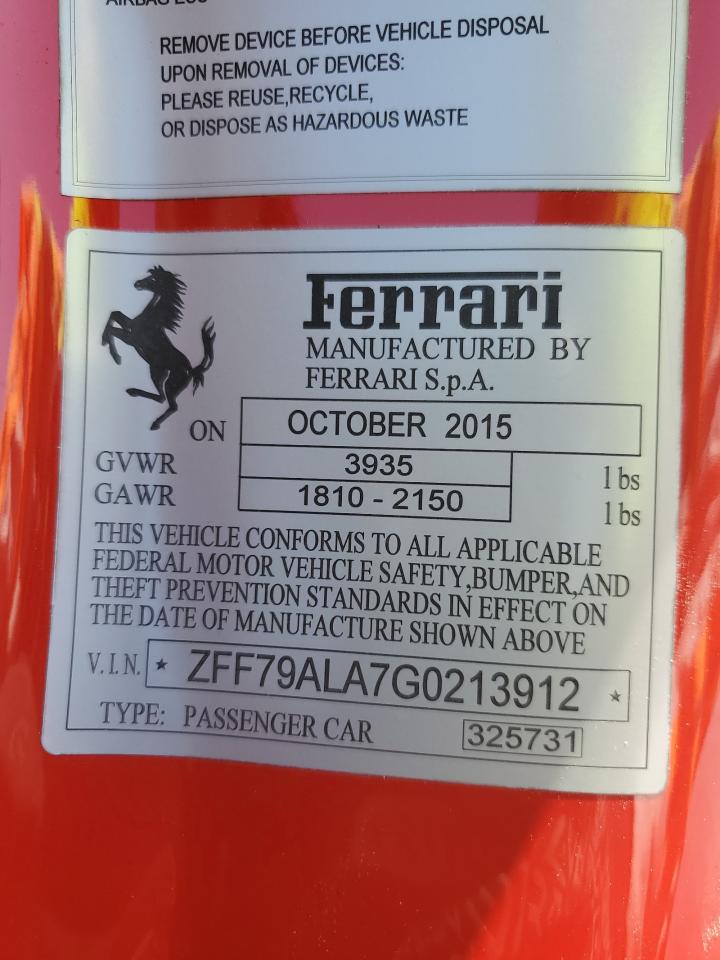 AIRBAG
REMOVE DEVICE BEFORE VEHICLE DISPOSAL
UPON REMOVAL OF DEVICES:
PLEASE REUSE,RECYCLE,
OR DISPOSE AS HAZARDOUS WASTE
Ferrari
MANUFACTURED BY
FERRARI S.p.A.
ON OCTOBER 2015
GVWR 3935 lbs
GAWR 1810 - 2150 lbs
THIS VEHICLE CONFORMS TO ALL APPLICABLE
FEDERAL MOTOR VEHICLE SAFETY,BUMPER,AND
THEFT PREVENTION STANDARDS IN EFFECT ON
THE DATE OF MANUFACTURE SHOWN ABOVE
V.I.N. ★ ZFF79ALA7G0213912 ★
TYPE: PASSENGER CAR 325731